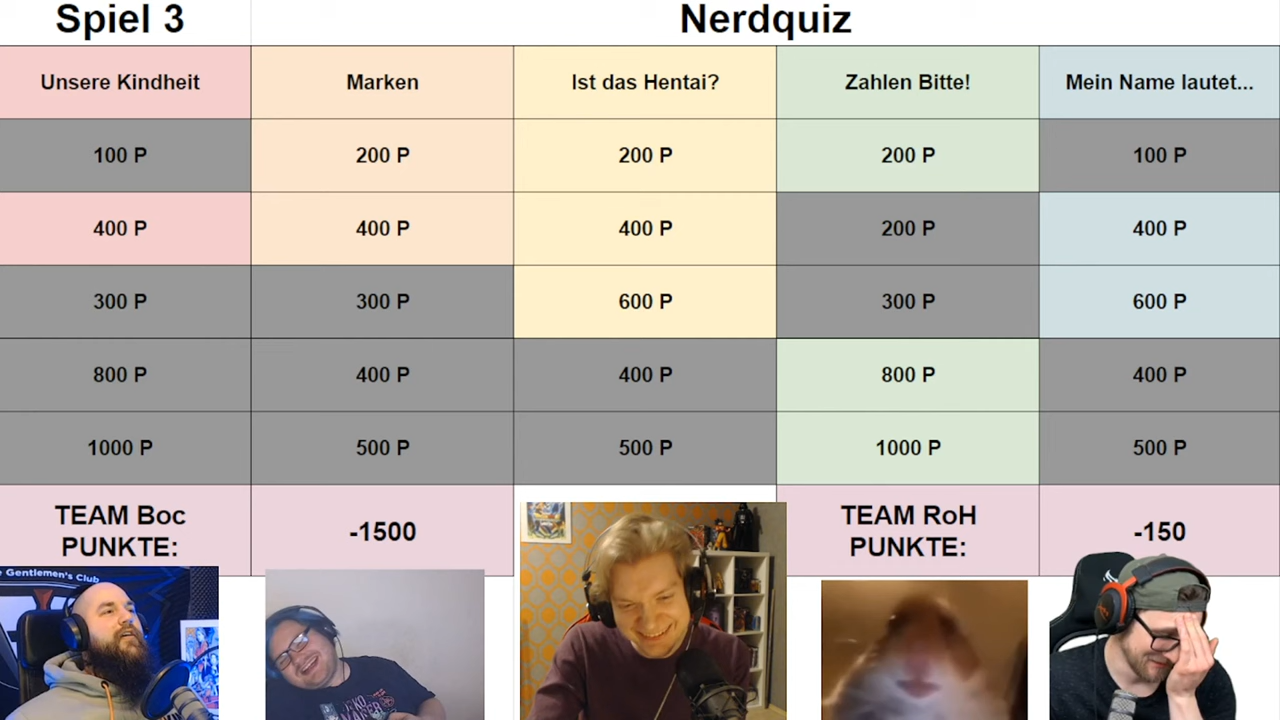 Spiel 3 Nerdquiz
Unsere Kindheit Marken Ist das Hentai? Zahlen Bitte! Mein Name lautet...
100 P 200 P 200 P 200 P 100 P
400 P 400 P 400 P 200 P 400 P
300 P 300 P 600 P 300 P 600 P
800 P 400 P 400 P 800 P 400 P
1000 P 500 P 500 P 1000 P 500 P
TEAM Boc -1500 TEAM RoH -150
PUNKTE: PUNKTE:
e Gentlemen's Club